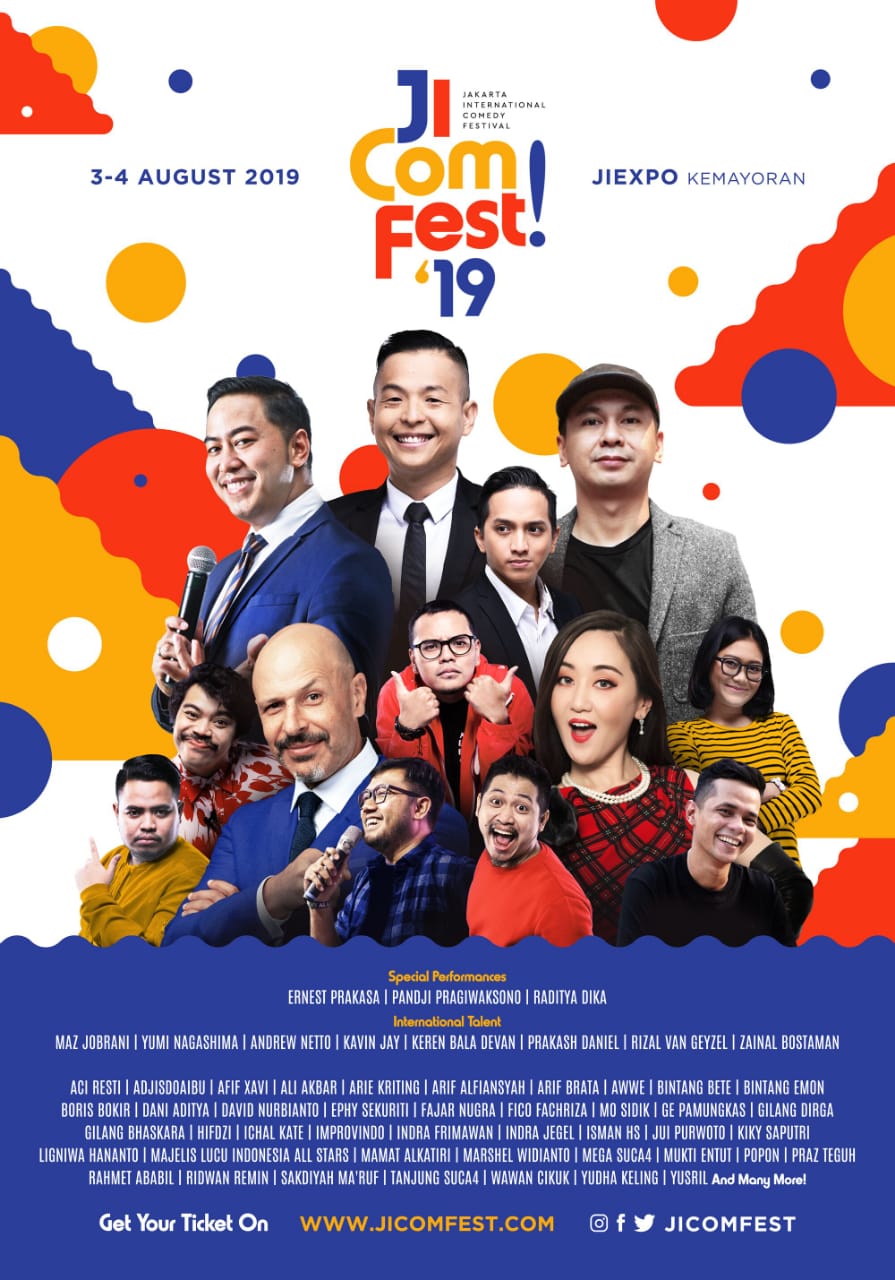 JI
JAKARTA
INTERNATIONAL
COMEDY
FESTIVAL
Com
Fest!
'19
3-4 AUGUST 2019
JIEXPO KEMAYORAN
Special Performances
ERNEST PRAKASA | PANDJI PRAGIWAKSONO | RADITYA DIKA
International Talent
MAZ JOBRANI | YUMI NAGASHIMA | ANDREW NETTO | KAVIN JAY | KEREN BALA DEVAN | PRAKASH DANIEL | RIZAL VAN GEYZEL | ZAINAL BOSTAMAN
ACI RESTI | ADJISDOAIBU | AFIF XAVI | ALI AKBAR | ARIE KRITING | ARIF ALFIANSYAH | ARIF BRATA | AWWE | BINTANG BETE | BINTANG EMON
BORIS BOKIR | DANI ADITYA | DAVID NURBIANTO | EPHY SEKURITI | FAJAR NUGRA | FICO FACHRIZA | MO SIDIK | GE PAMUNGKAS | GILANG DIRGA
GILANG BHASKARA | HIFDZI | ICHAL KATE | IMPROVINDO | INDRA FRIMAWAN | INDRA JEGEL | ISMAN HS | JUI PURWOTO | KIKY SAPUTRI
LIGNIWA HANANTO | MAJELIS LUCU INDONESIA ALL STARS | MAMAT ALKATIRI | MARSHEL WIDIANTO | MEGA SUCA4 | MUKTI ENTUT | POPON | PRAZ TEGUH
RAHMET ABABIL | RIDWAN REMIN | SAKDIYAH MA'RUF | TANJUNG SUCA4 | WAWAN CIKUK | YUDHA KELING | YUSRIL And Many More!
Get Your Ticket On WWW.JICOMFEST.COM JICOMFEST